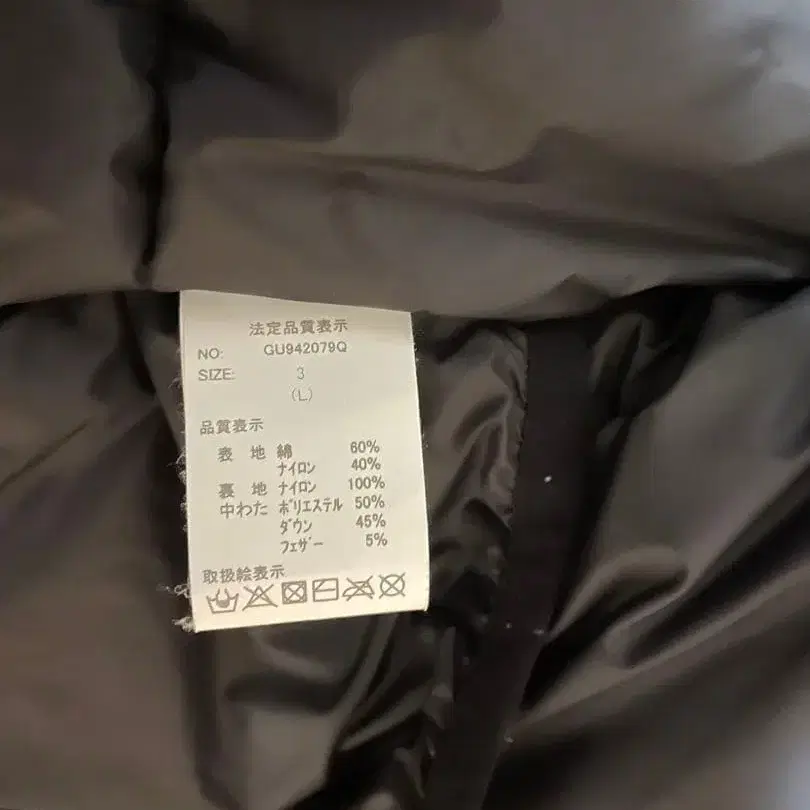 法定品質表示
NO: GU942079Q
SIZE: 3
(L)
品質表示
表 地 綿 60%
ナイロン 40%
裏 地 ナイロン 100%
中わた ポリエステル 50%
ダウン 45%
フェザー 5%
取扱絵表示